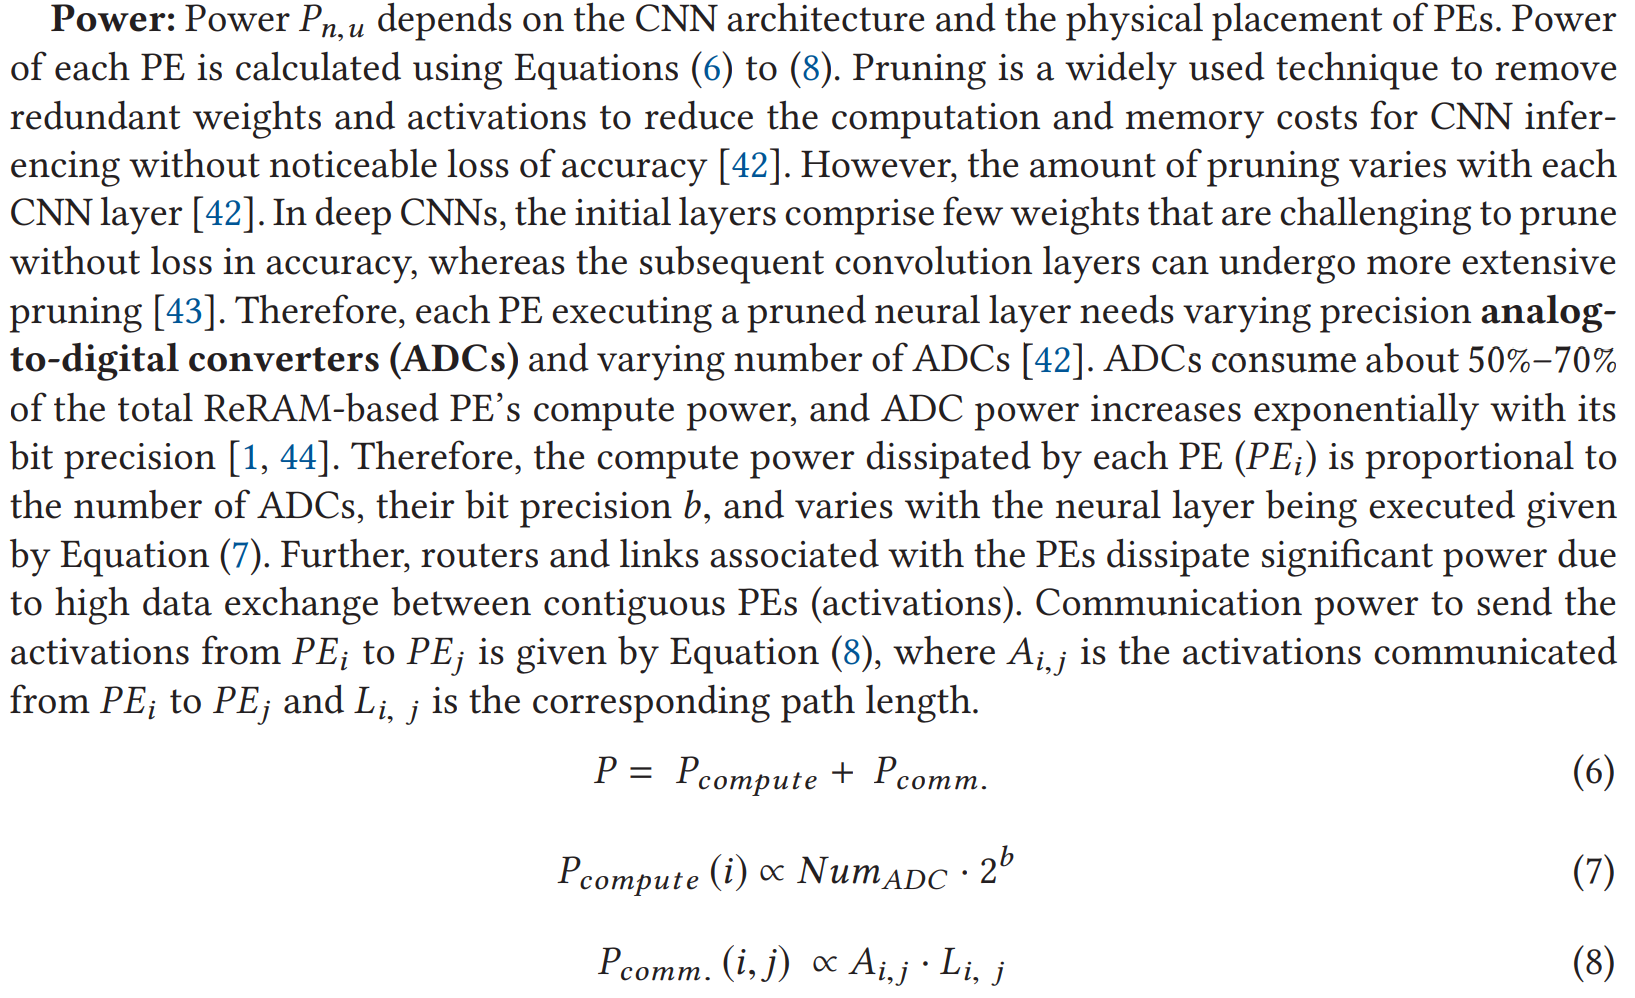 Power: Power P_{n,u} depends on the CNN architecture and the physical placement of PEs. Power
of each PE is calculated using Equations (6) to (8). Pruning is a widely used technique to remove
redundant weights and activations to reduce the computation and memory costs for CNN infer-
encing without noticeable loss of accuracy [42]. However, the amount of pruning varies with each
CNN layer [42]. In deep CNNs, the initial layers comprise few weights that are challenging to prune
without loss in accuracy, whereas the subsequent convolution layers can undergo more extensive
pruning [43]. Therefore, each PE executing a pruned neural layer needs varying precision analog-
to-digital converters (ADCs) and varying number of ADCs [42]. ADCs consume about 50%–70%
of the total ReRAM-based PE's compute power, and ADC power increases exponentially with its
bit precision [1, 44]. Therefore, the compute power dissipated by each PE (PE_i) is proportional to
the number of ADCs, their bit precision b, and varies with the neural layer being executed given
by Equation (7). Further, routers and links associated with the PEs dissipate significant power due
to high data exchange between contiguous PEs (activations). Communication power to send the
activations from PE_i to PE_j is given by Equation (8), where A_{i,j} is the activations communicated
from PE_i to PE_j and L_{i, j} is the corresponding path length.
P = P_{compute} + P_{comm.} (6)
P_{compute} (i) ∝ Num_{ADC} · 2^b (7)
P_{comm.} (i, j) ∝ A_{i,j} · L_{i, j} (8)